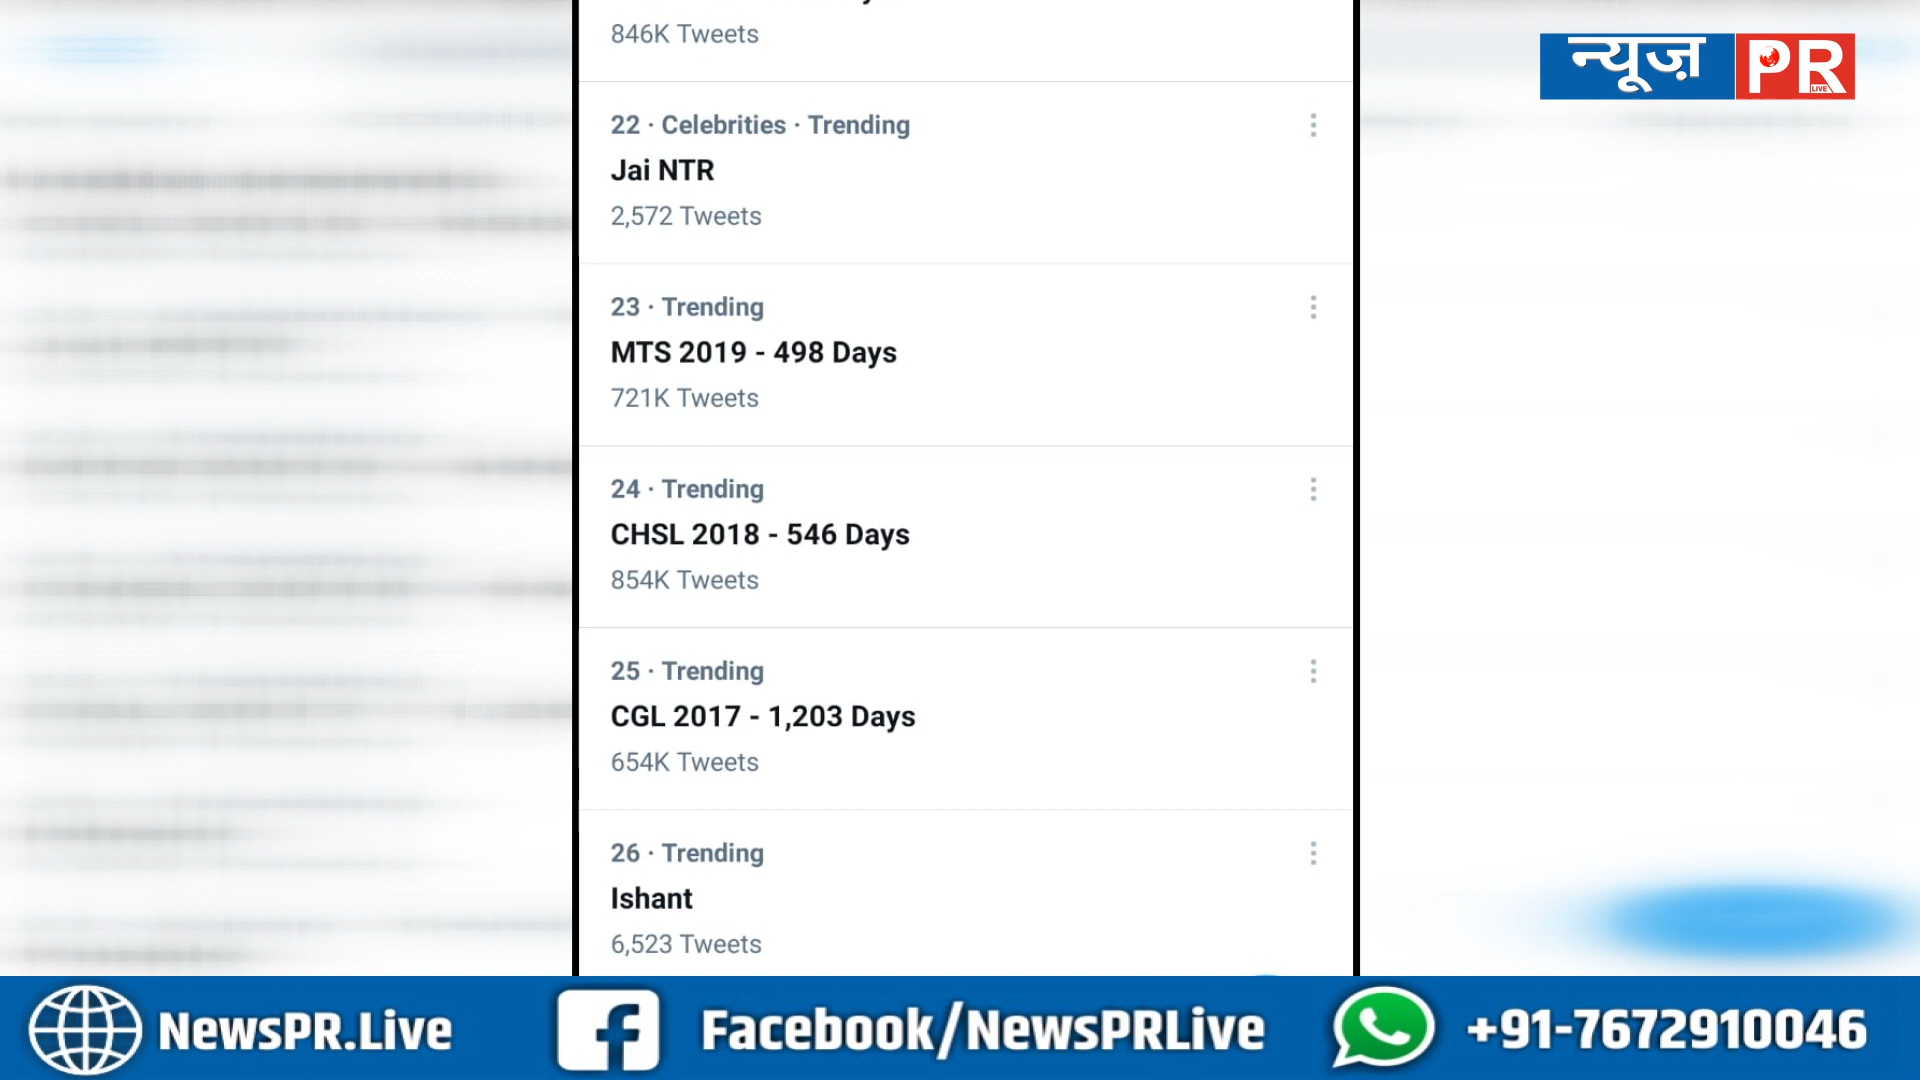 846K Tweets
न्यूज़ PR
LIVE
22 · Celebrities · Trending
Jai NTR
2,572 Tweets
23 · Trending
MTS 2019 - 498 Days
721K Tweets
24 · Trending
CHSL 2018 - 546 Days
854K Tweets
25 · Trending
CGL 2017 - 1,203 Days
654K Tweets
26 · Trending
Ishant
6,523 Tweets
NewsPR.Live
Facebook/NewsPRLive
+91-7672910046